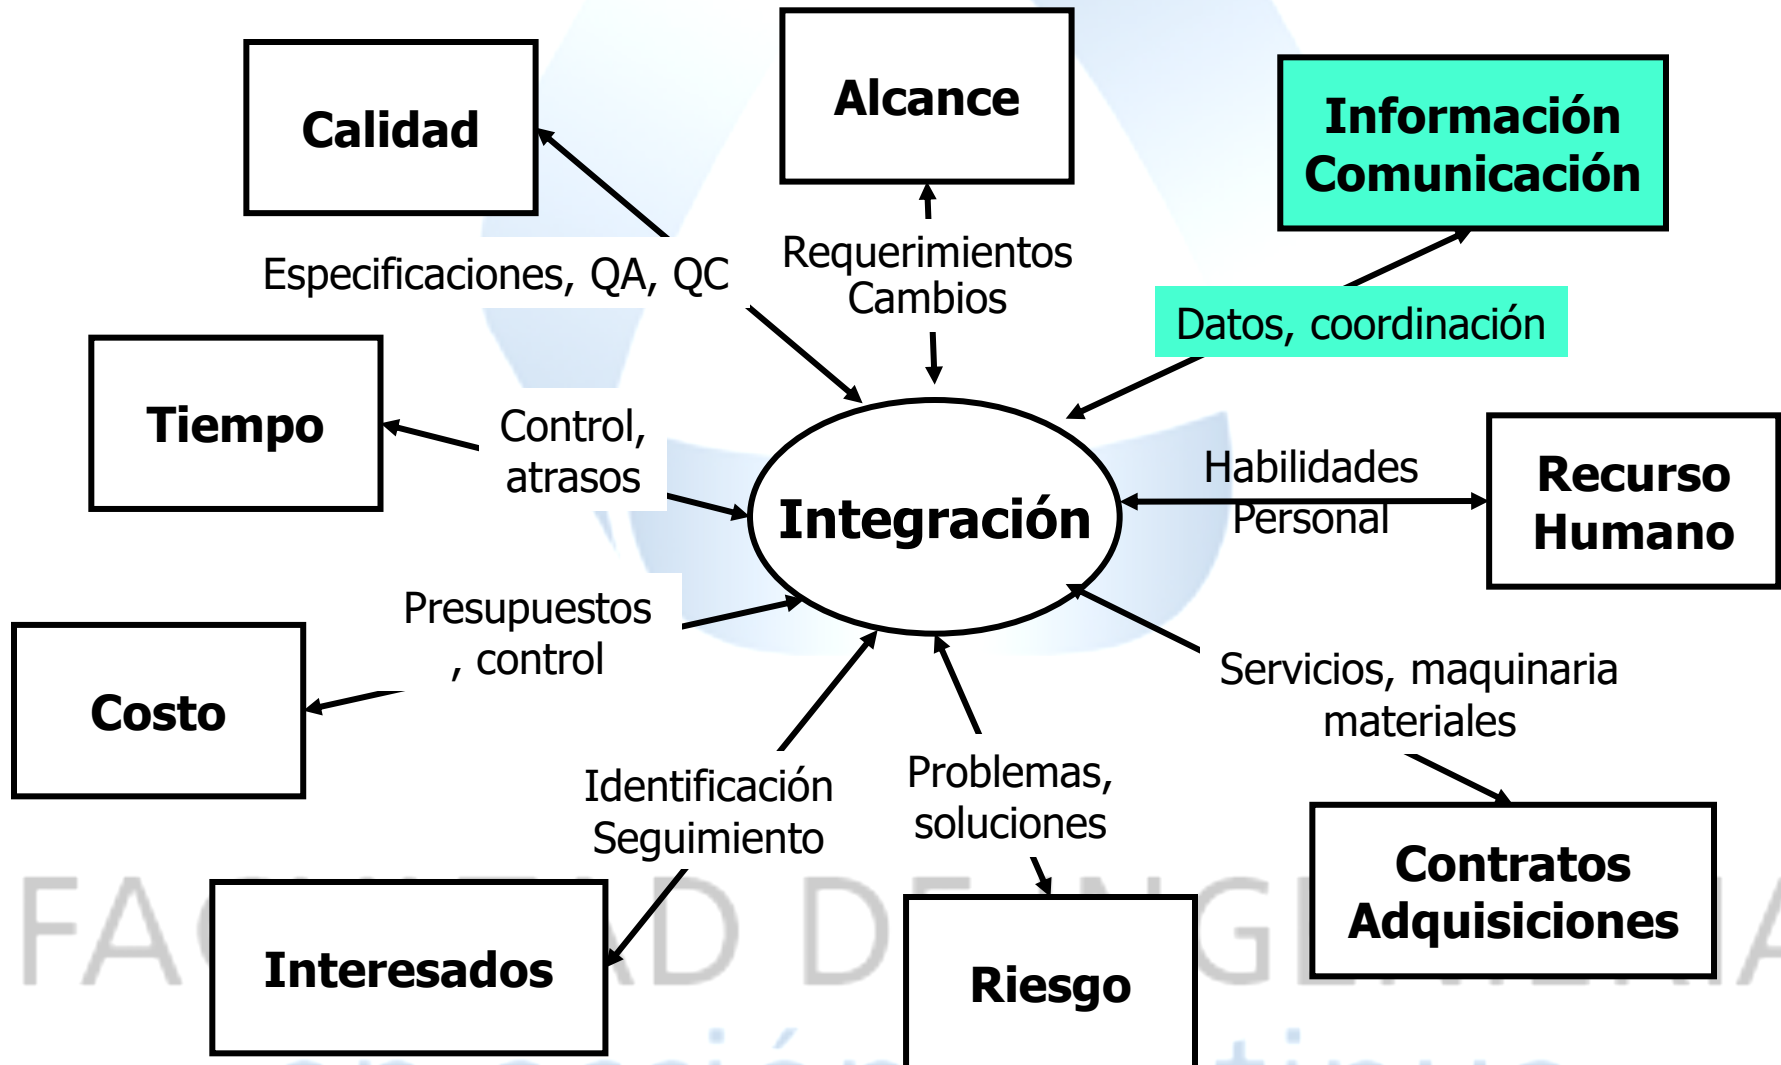 Alcance
Calidad
Información
Comunicación
Requerimientos
Cambios
Especificaciones, QA, QC
Datos, coordinación
Tiempo
Control,
atrasos
Habilidades
Personal
Recurso
Humano
Integración
Presupuestos
, control
Costo
Servicios, maquinaria
materiales
Identificación
Seguimiento
Problemas,
soluciones
Contratos
Adquisiciones
Interesados
Riesgo